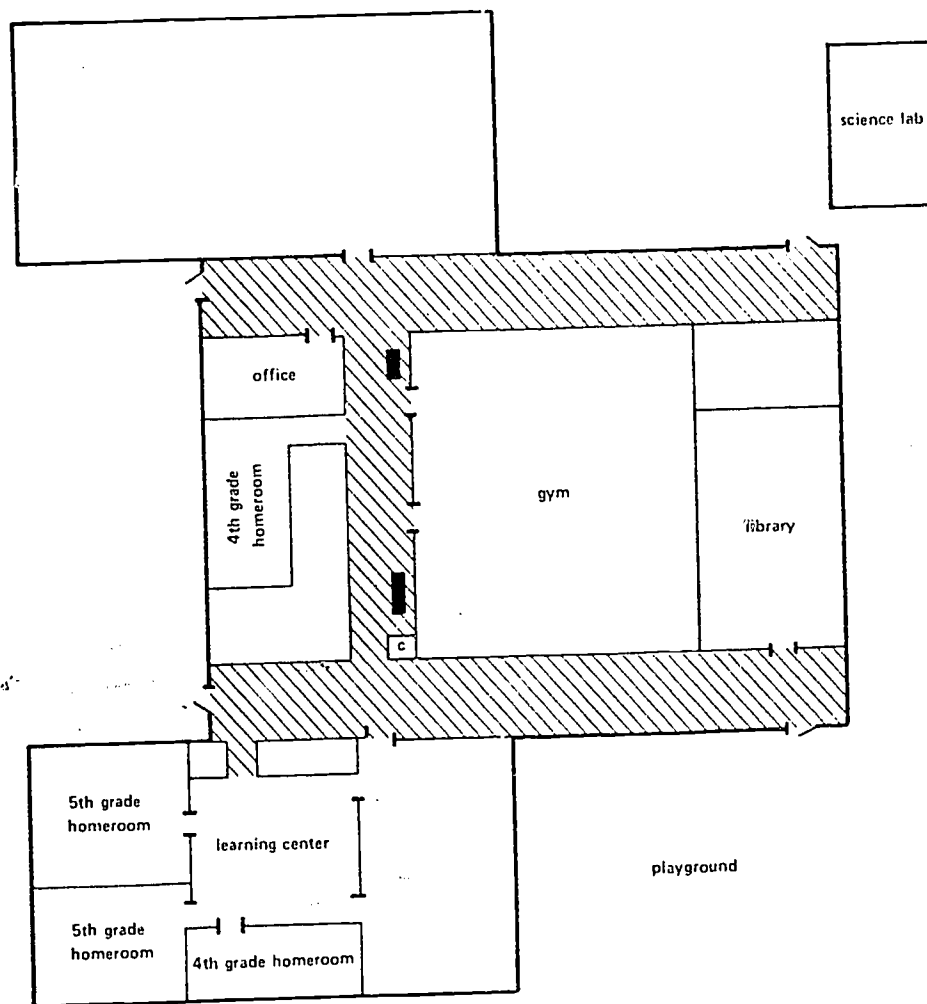 science lab
office
4th grade
homeroom
gym
library
c
5th grade
homeroom
learning center
playground
5th grade
homeroom
4th grade homeroom